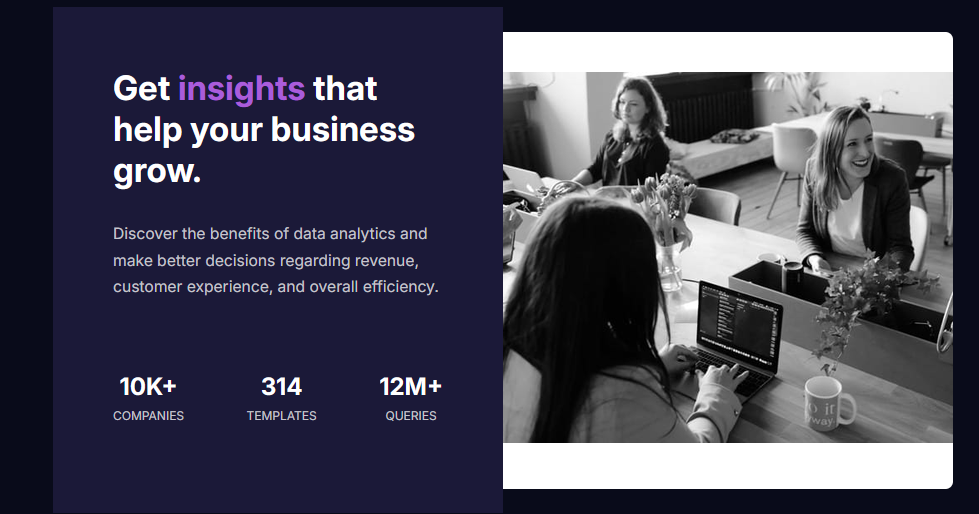 Get insights that
help your business
grow.
Discover the benefits of data analytics and
make better decisions regarding revenue,
customer experience, and overall efficiency.
10K+ 314 12M+
COMPANIES TEMPLATES QUERIES